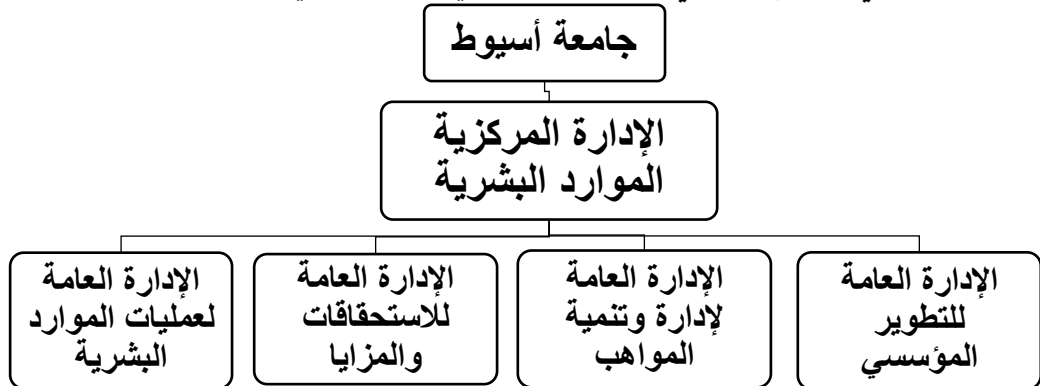 جامعة أسيوط
الإدارة المركزية
الموارد البشرية
الإدارة العامة
للتطوير
المؤسسي
الإدارة العامة
لإدارة وتنمية
المواهب
الإدارة العامة
للاستحقاقات
والمزايا
الإدارة العامة
لعمليات الموارد
البشرية